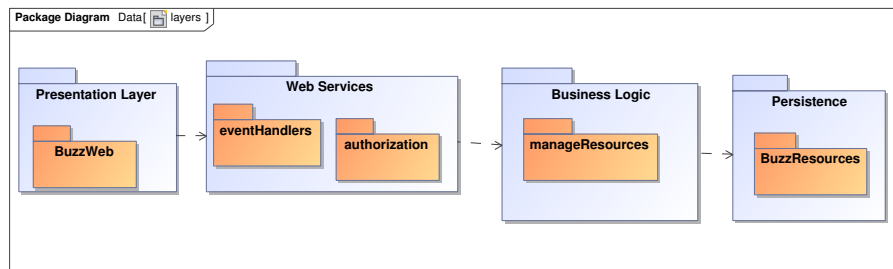 Package Diagram Data[ layers ]
Presentation Layer
BuzzWeb
Web Services
eventHandlers
authorization
Business Logic
manageResources
Persistence
BuzzResources